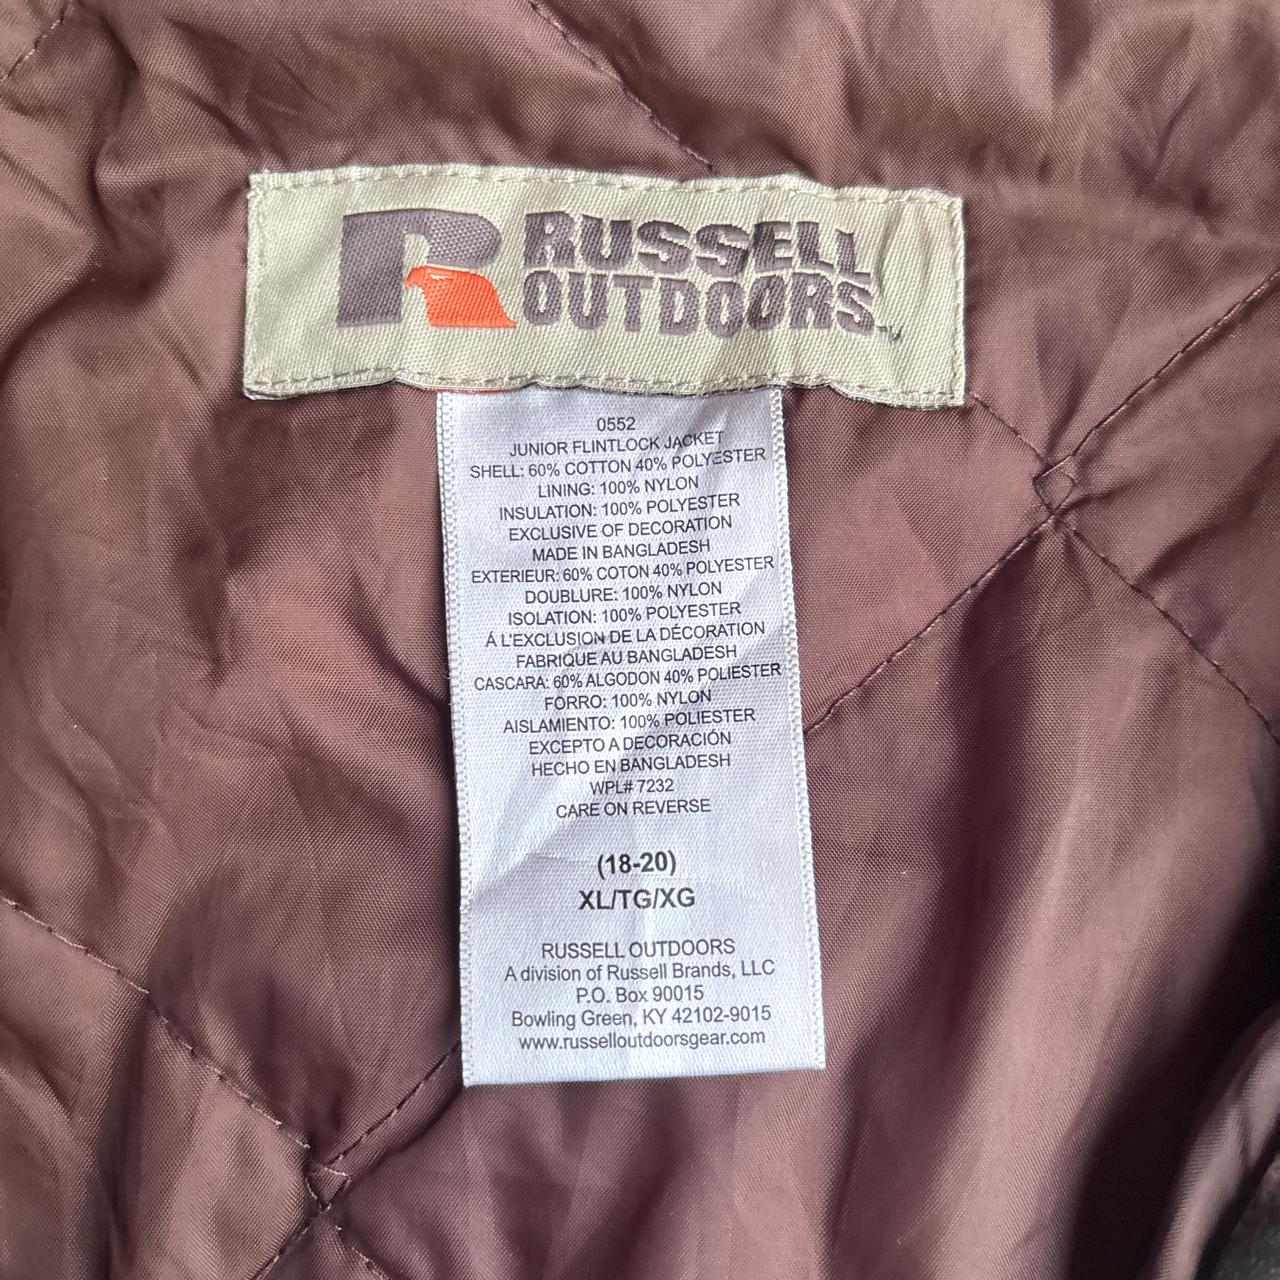 R RUSSELL
OUTDOORS™
0552
JUNIOR FLINTLOCK JACKET
SHELL: 60% COTTON 40% POLYESTER
LINING: 100% NYLON
INSULATION: 100% POLYESTER
EXCLUSIVE OF DECORATION
MADE IN BANGLADESH
EXTERIEUR: 60% COTON 40% POLYESTER
DOUBLURE: 100% NYLON
ISOLATION: 100% POLYESTER
Á L'EXCLUSION DE LA DÉCORATION
FABRIQUE AU BANGLADESH
CASCARA: 60% ALGODON 40% POLIESTER
FORRO: 100% NYLON
AISLAMIENTO: 100% POLIESTER
EXCEPTO A DECORACIÓN
HECHO EN BANGLADESH
WPL# 7232
CARE ON REVERSE
(18-20)
XL/TG/XG
RUSSELL OUTDOORS
A division of Russell Brands, LLC
P.O. Box 90015
Bowling Green, KY 42102-9015
www.russelloutdoorsgear.com